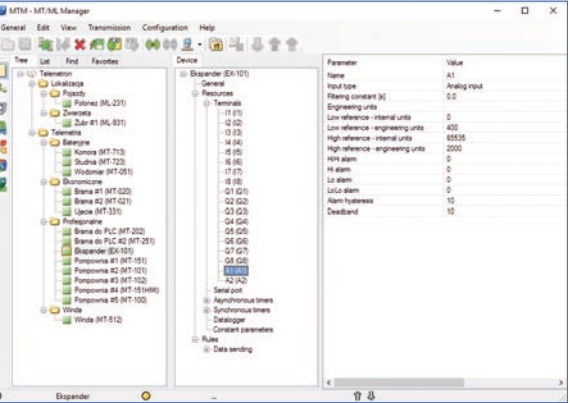 MTM - MT/ML Manager
General Edit View Transmission Configuration Help
Tree List Find Favorites
Telemetron
Lokalizacja
Pojazdy
Polonez (ML-231)
Zwierzeta
Zubr #1 (ML-931)
Telemetria
Bateryjne
Komora (MT-713)
Studnia (MT-723)
Wodomiar (MT-051)
Ekonomiczne
Brama #1 (MT-020)
Brama #2 (MT-021)
Ujecie (MT-331)
Profesjonalne
Brama do PLC (MT-202)
Brama do PLC #2 (MT-251)
Ekspander (EX-101)
Pompownia #1 (MT-151)
Pompownia #2 (MT-101)
Pompownia #3 (MT-102)
Pompownia #4 (MT-151HMI)
Pompownia #5 (MT-100)
Winda
Winda (MT-512)
Device
Ekspander (EX-101)
General
Resources
Terminals
I1 (I1)
I2 (I2)
I3 (I3)
I4 (I4)
I5 (I5)
I6 (I6)
I7 (I7)
I8 (I8)
Q1 (Q1)
Q2 (Q2)
Q3 (Q3)
Q4 (Q4)
Q5 (Q5)
Q6 (Q6)
Q7 (Q7)
Q8 (Q8)
A1 (A1)
A2 (A2)
Serial port
Asynchronous timers
Synchronous timers
Datalogger
Constant parameters
Rules
Data sending
Parameter Value
Name A1
Input type Analog input
Filtering constant [s] 0,0
Engineering units
Low reference - internal units 0
Low reference - engineering units 400
High reference - internal units 65535
High reference - engineering units 2000
HiHi alarm 0
Hi alarm 0
Lo alarm 0
LoLo alarm 0
Alarm hysteresis 10
Deadband 10
Ekspander